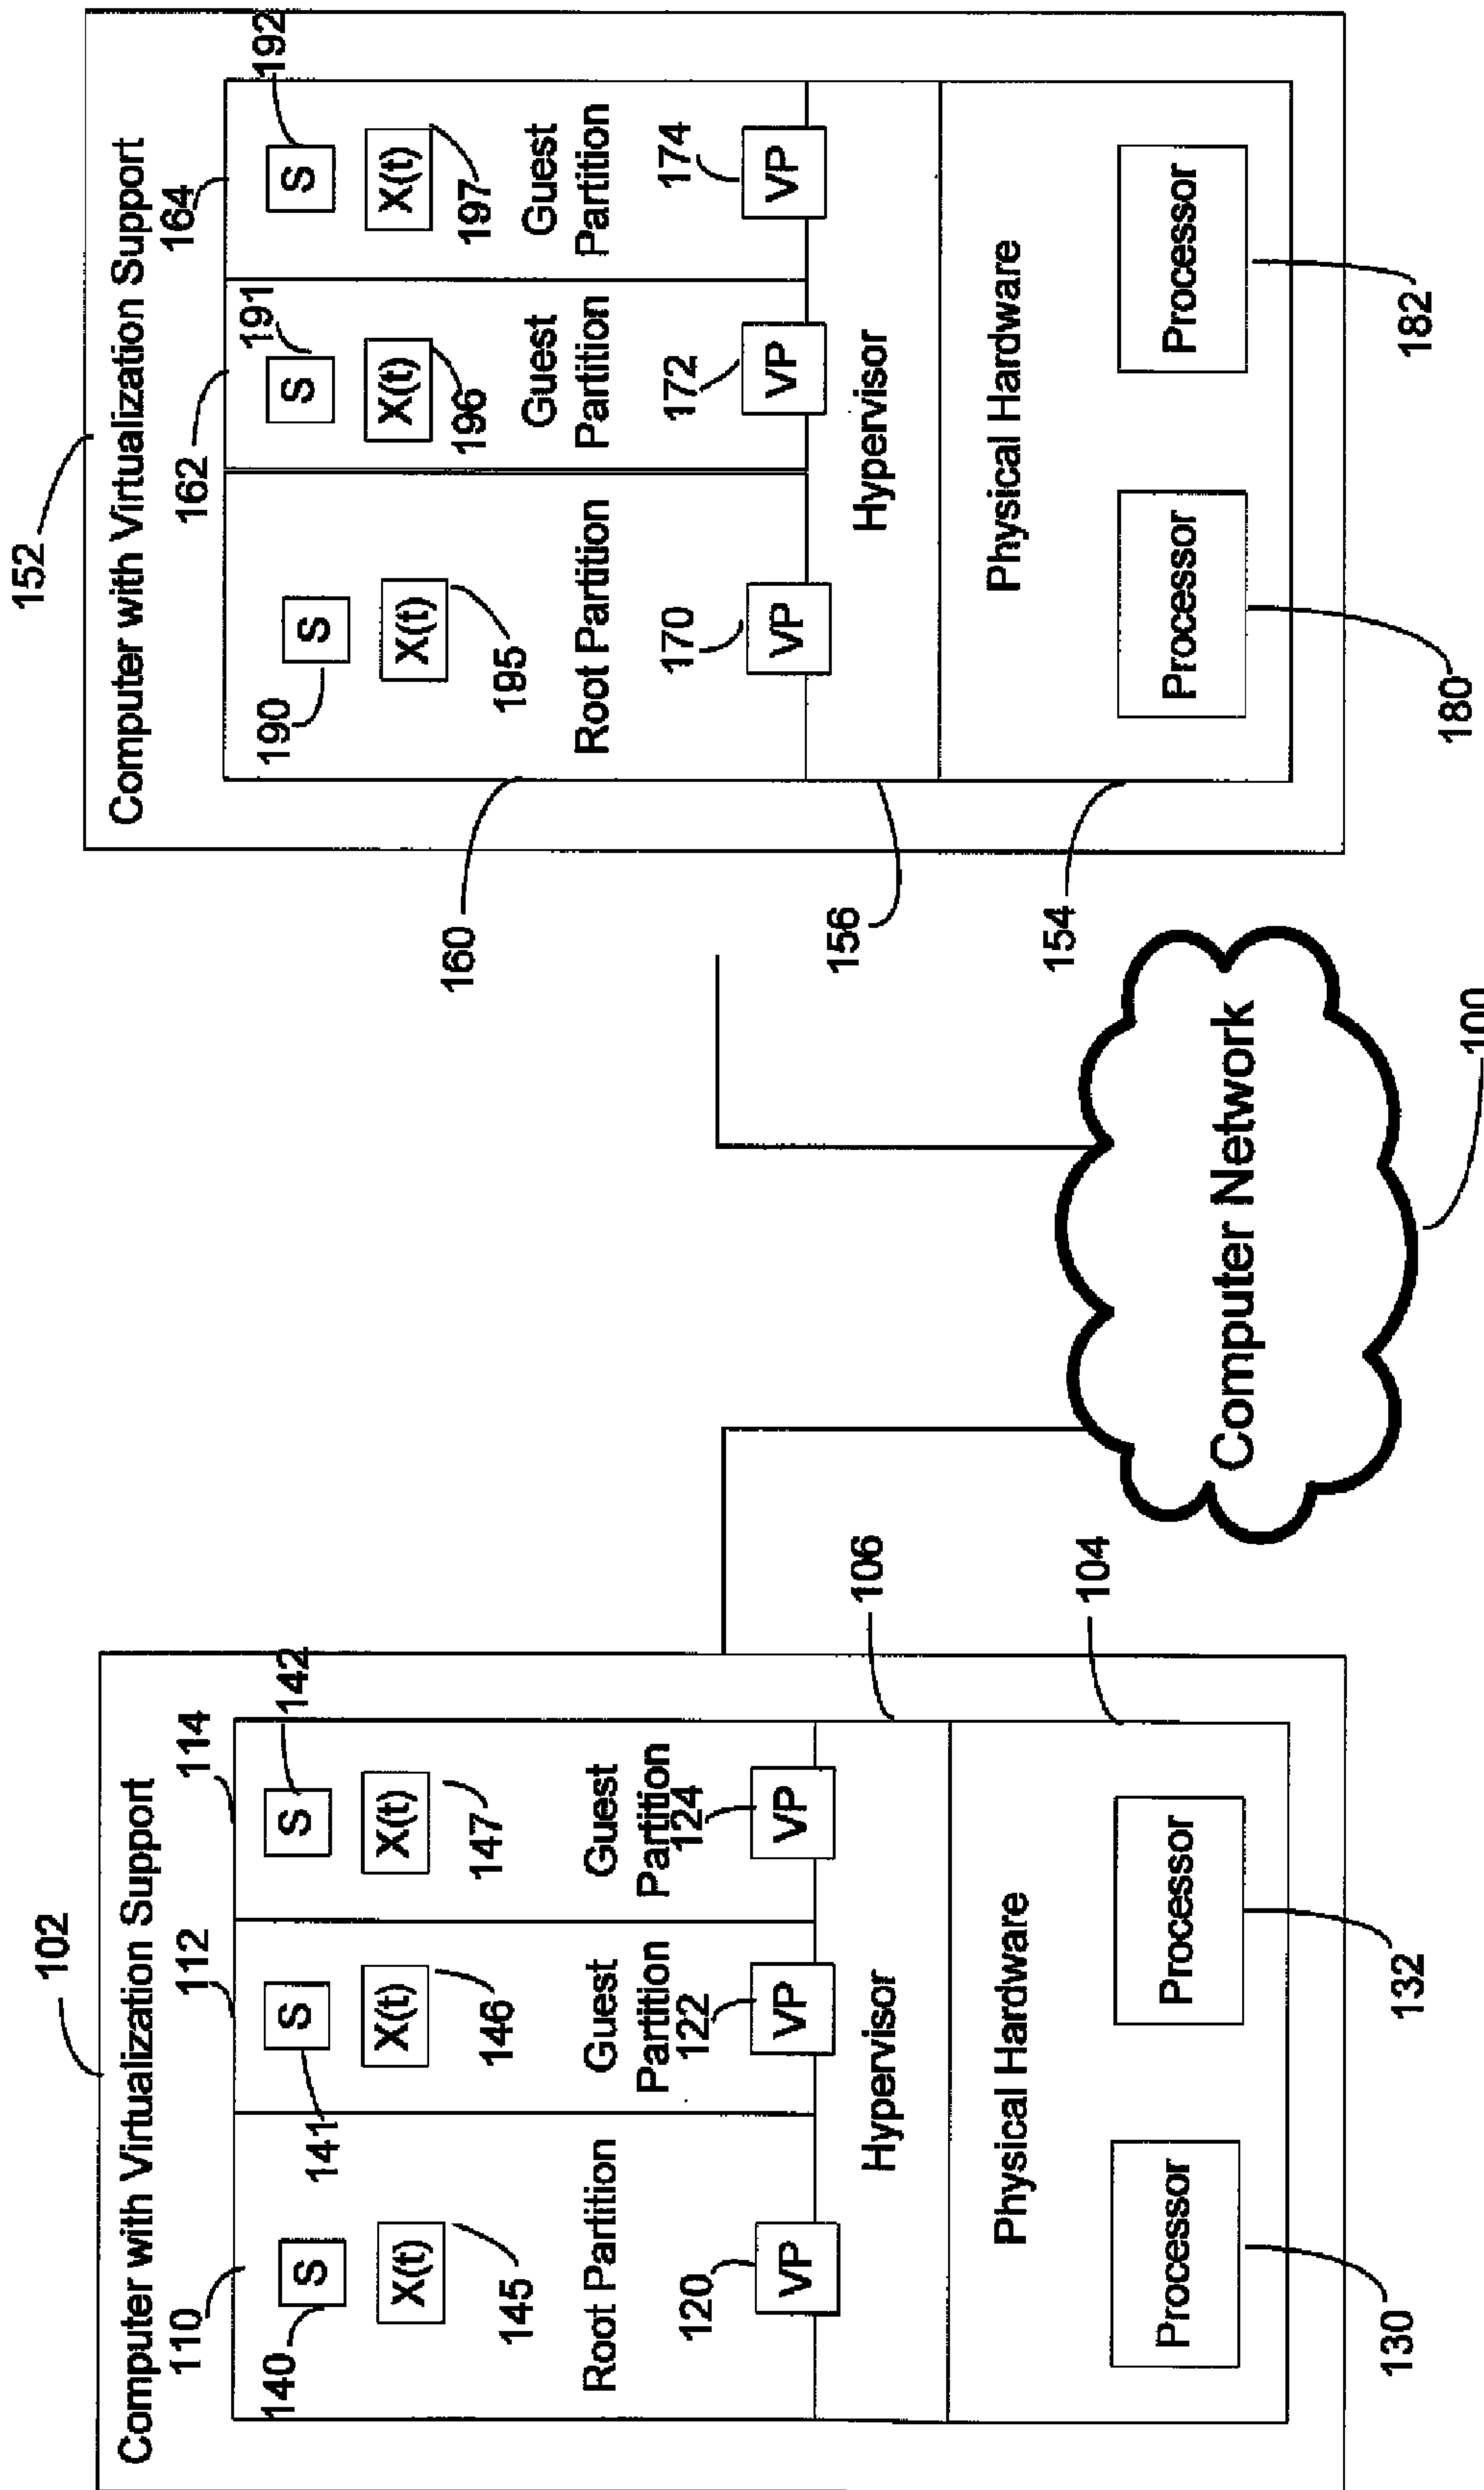 102
Computer with Virtualization Support
110
112
114
140
S
141
S
142
S
X(t)
X(t)
X(t)
145
146
147
Root Partition
Guest
Partition
Guest
Partition
120
122
124
VP
VP
VP
Hypervisor
106
Physical Hardware
104
Processor
Processor
130
132
152
Computer with Virtualization Support
162
164
190
S
191
S
192
S
X(t)
X(t)
X(t)
195
196
197
Root Partition
Guest
Partition
Guest
Partition
160
170
172
174
VP
VP
VP
Hypervisor
156
Physical Hardware
154
Processor
Processor
180
182
Computer Network
100